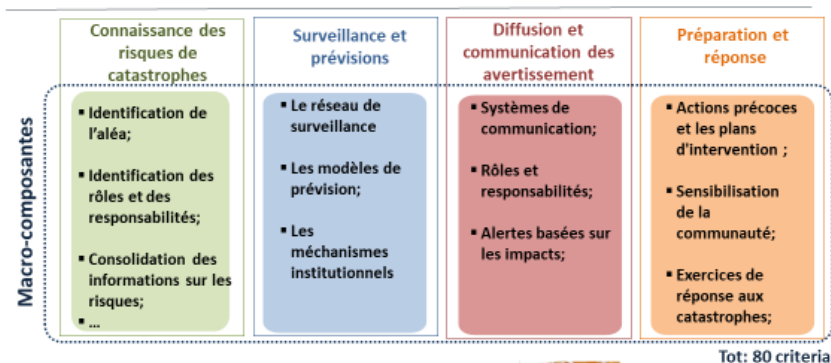 Connaissance des
risques de
catastrophes
Surveillance et
prévisions
Diffusion et
communication des
avertissement
Préparation et
réponse
Macro-composantes
▪ Identification de
l'aléa;
▪ Identification des
rôles et des
responsabilités;
▪ Consolidation des
informations sur les
risques;
▪ ...
▪ Le réseau de
surveillance
▪ Les modèles de
prévision;
▪ Les
méchanismes
institutionnels
▪ Systèmes de
communication;
▪ Rôles et
responsabilités;
▪ Alertes basées sur
les impacts;
▪ Actions précoces
et les plans
d'intervention ;
▪ Sensibilisation
de la
communauté;
▪ Exercices de
réponse aux
catastrophes;
Tot: 80 criteria